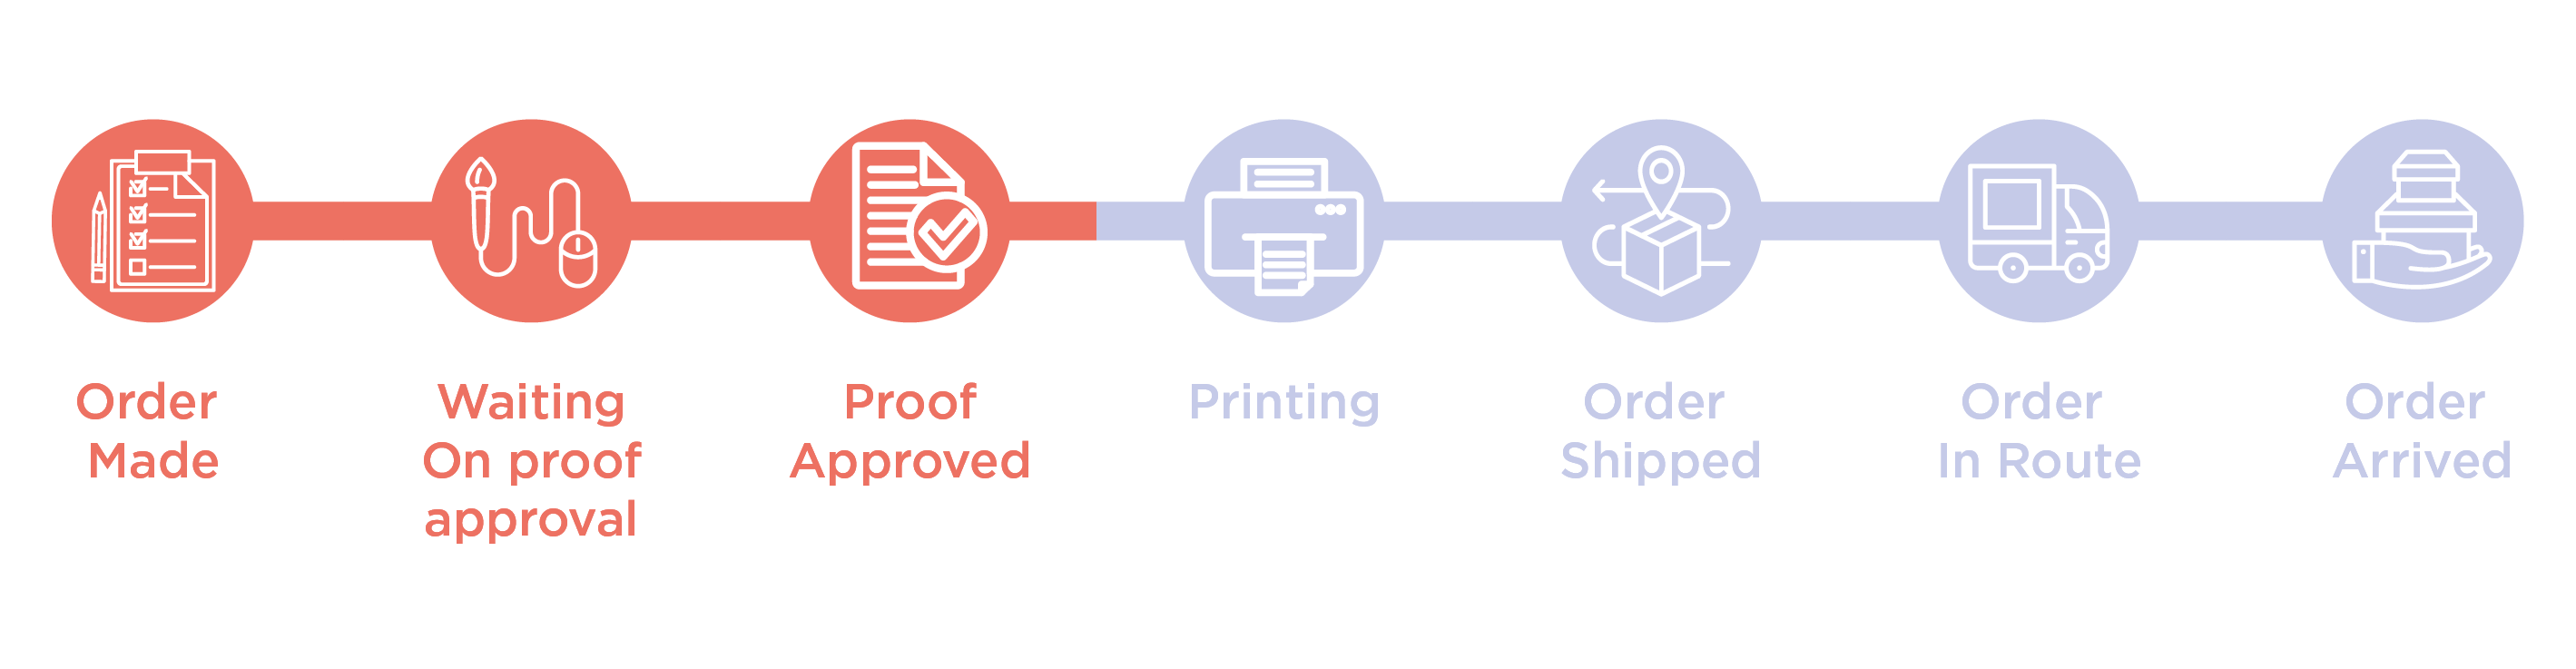 Order
Made
Waiting
On proof
approval
Proof
Approved
Printing
Order
Shipped
Order
In Route
Order
Arrived